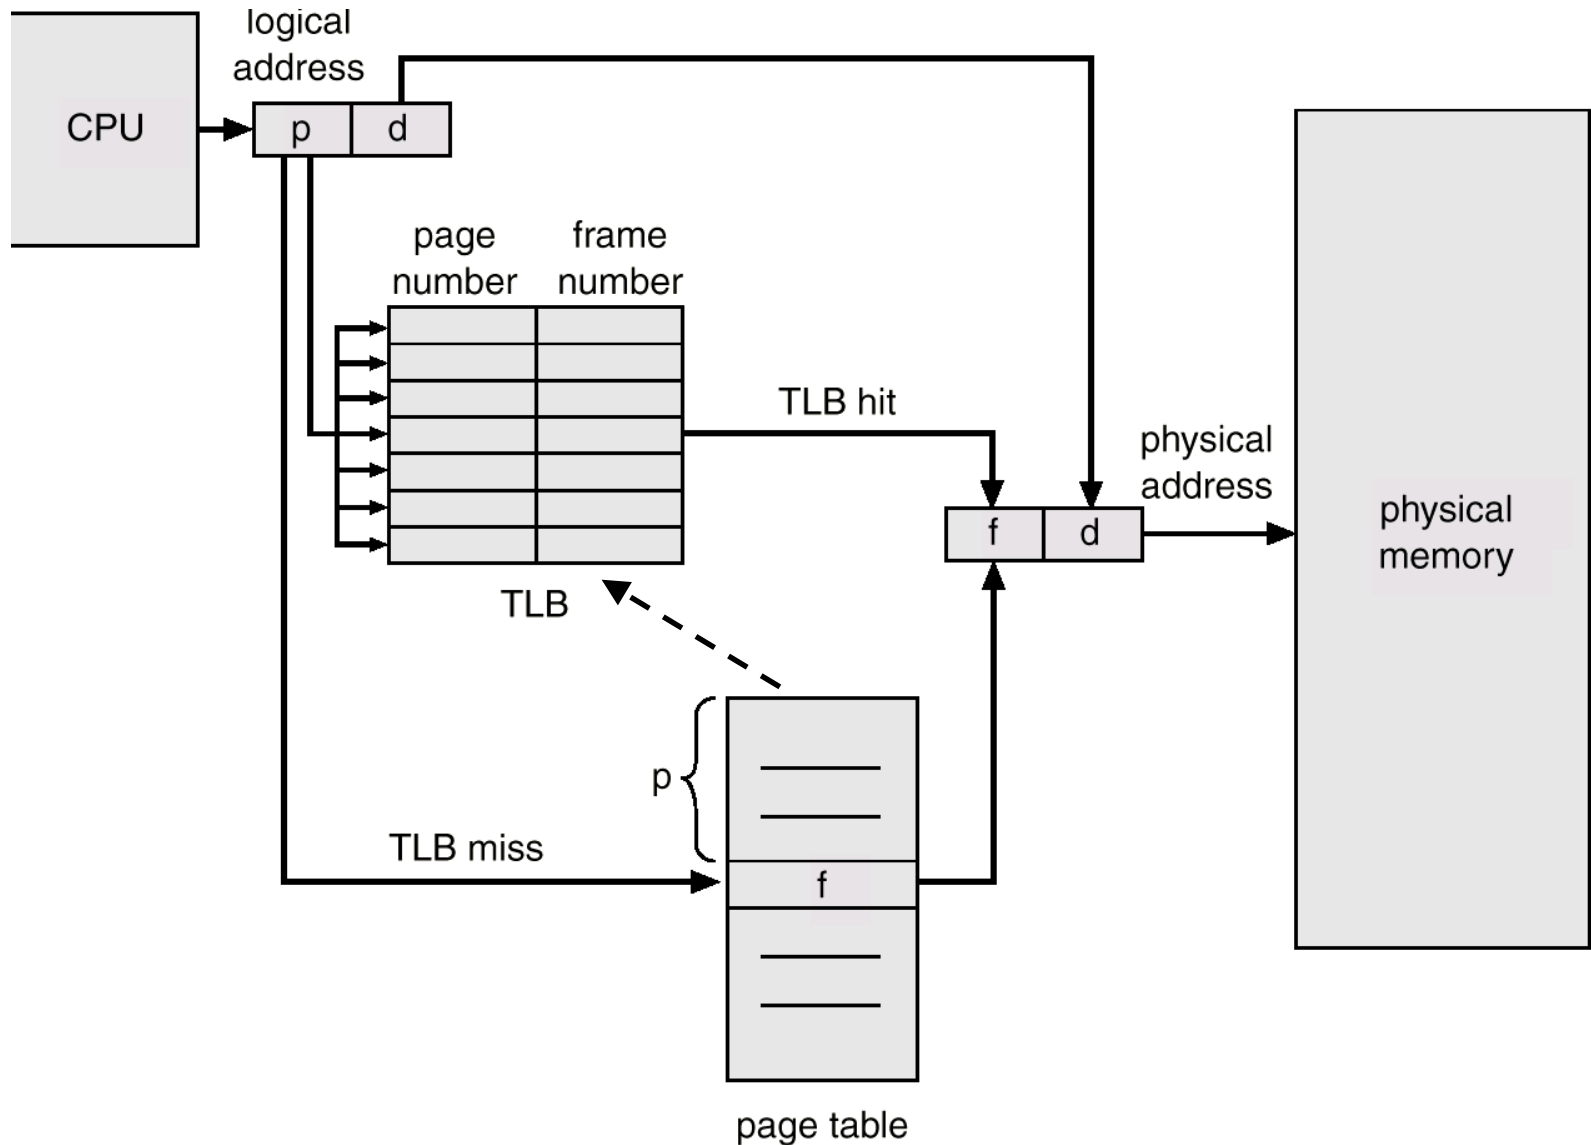 logical
address
CPU
p
d
page
number
frame
number
TLB hit
physical
address
f
d
physical
memory
TLB
p
TLB miss
f
page table